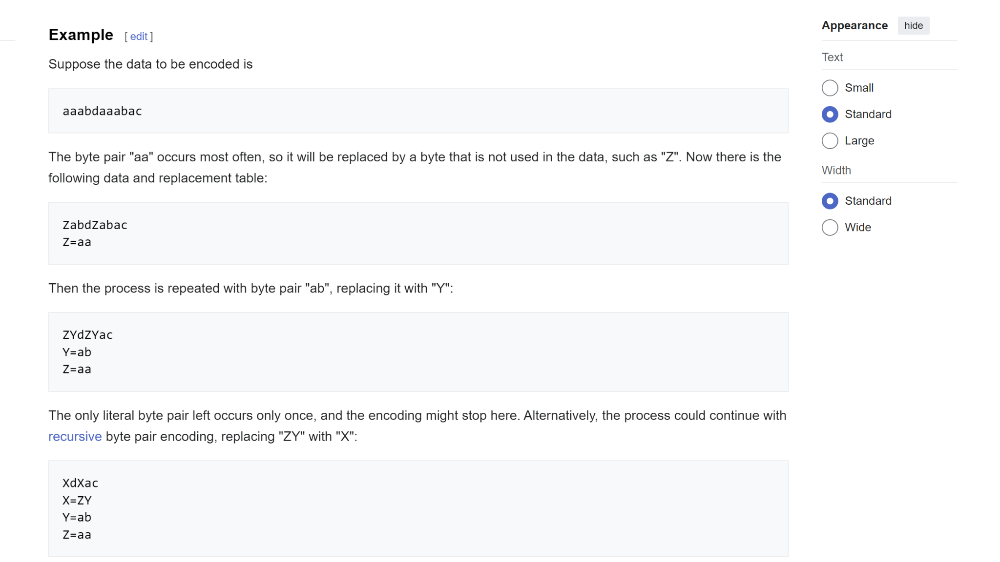 Example [ edit ]
Suppose the data to be encoded is
aaabdaaabac
The byte pair "aa" occurs most often, so it will be replaced by a byte that is not used in the data, such as "Z". Now there is the
following data and replacement table:
ZabdZabac
Z=aa
Then the process is repeated with byte pair "ab", replacing it with "Y":
ZYdZYac
Y=ab
Z=aa
The only literal byte pair left occurs only once, and the encoding might stop here. Alternatively, the process could continue with
recursive byte pair encoding, replacing "ZY" with "X":
XdXac
X=ZY
Y=ab
Z=aa
Appearance hide
Text
Small
Standard
Large
Width
Standard
Wide